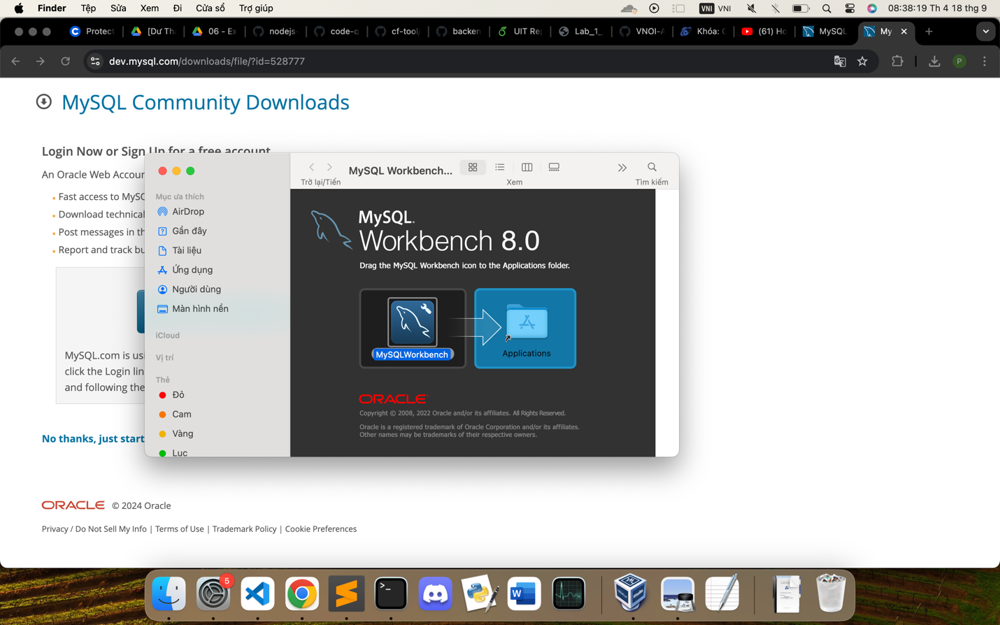 Finder Tệp Sửa Xem Đi Cửa sổ Trợ giúp VNI VNI 08:38:19 Th 4 18 thg 9
Protect [Dư Th 06 - Ex nodejs- code-q cf-tool/ backen UIT Rep Lab_1_ VNOI-A Khóa: C (61) Ho MySQL My
dev.mysql.com/downloads/file/?id=528777 P
MySQL Community Downloads
Login Now or Sign Up for a free account.
An Oracle Web Accour
Fast access to MySQ
Download technical
Post messages in th
Report and track bu
MySQL.com is usi
click the Login lin
and following the
No thanks, just start
ORACLE © 2024 Oracle
Privacy / Do Not Sell My Info | Terms of Use | Trademark Policy | Cookie Preferences
MySQL Workbench...
Trở lại/Tiến Xem Tìm kiếm
Mục ưa thích
AirDrop
Gần đây
Tài liệu
Ứng dụng
Người dùng
Màn hình nền
iCloud
Vị trí
Thẻ
Đỏ
Cam
Vàng
Lục
MySQL.
Workbench 8.0
Drag the MySQL Workbench icon to the Applications folder.
MySQLWorkbench Applications
ORACLE
Copyright © 2008, 2022 Oracle and/or its affiliates. All Rights Reserved.
Oracle is a registered trademark of Oracle Corporation and/or its affiliates.
Other names may be trademarks of their respective owners.
5